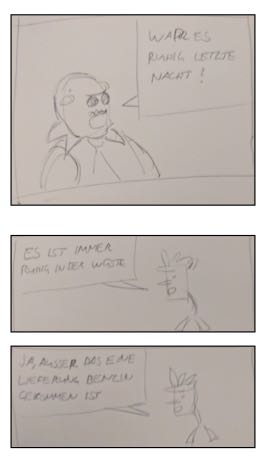 WAR ES
RUHIG LETZTE
NACHT!
ES IST IMMER
RUHIG IN DER WÜSTE
JA, AUSSER DAS EINE
LIEFERUNG BENZIN
GEKOMMEN IST